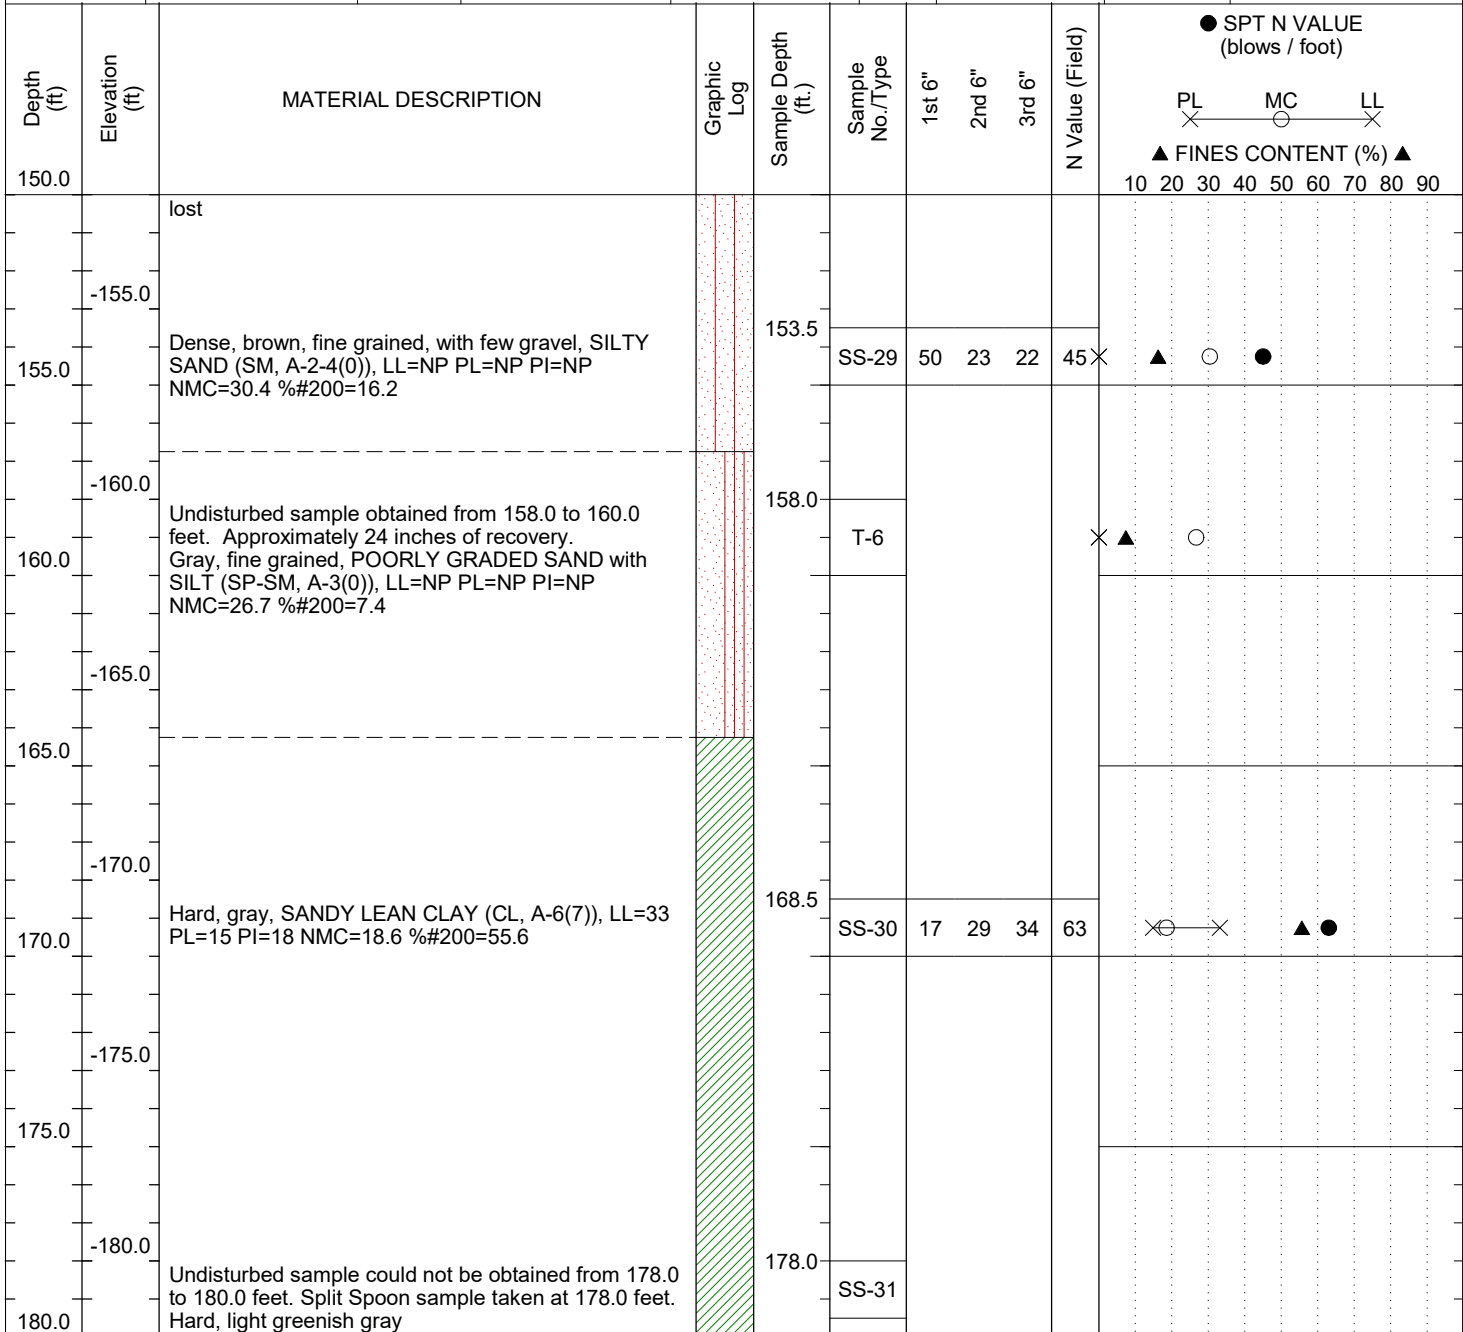 Depth
(ft)
Elevation
(ft)
MATERIAL DESCRIPTION
Graphic
Log
Sample Depth
(ft.)
Sample
No./Type
1st 6"
2nd 6"
3rd 6"
N Value (Field)
SPT N VALUE
(blows / foot)
PL MC LL
▲ FINES CONTENT (%) ▲
10 20 30 40 50 60 70 80 90
150.0
lost
-155.0
153.5
Dense, brown, fine grained, with few gravel, SILTY
SAND (SM, A-2-4(0)), LL=NP PL=NP PI=NP
NMC=30.4 %#200=16.2
SS-29 50 23 22 45
155.0
-160.0
158.0
Undisturbed sample obtained from 158.0 to 160.0
feet. Approximately 24 inches of recovery.
Gray, fine grained, POORLY GRADED SAND with
SILT (SP-SM, A-3(0)), LL=NP PL=NP PI=NP
NMC=26.7 %#200=7.4
T-6
160.0
-165.0
165.0
-170.0
168.5
Hard, gray, SANDY LEAN CLAY (CL, A-6(7)), LL=33
PL=15 PI=18 NMC=18.6 %#200=55.6
SS-30 17 29 34 63
170.0
-175.0
175.0
-180.0
178.0
Undisturbed sample could not be obtained from 178.0
to 180.0 feet. Split Spoon sample taken at 178.0 feet.
Hard, light greenish gray
SS-31
180.0